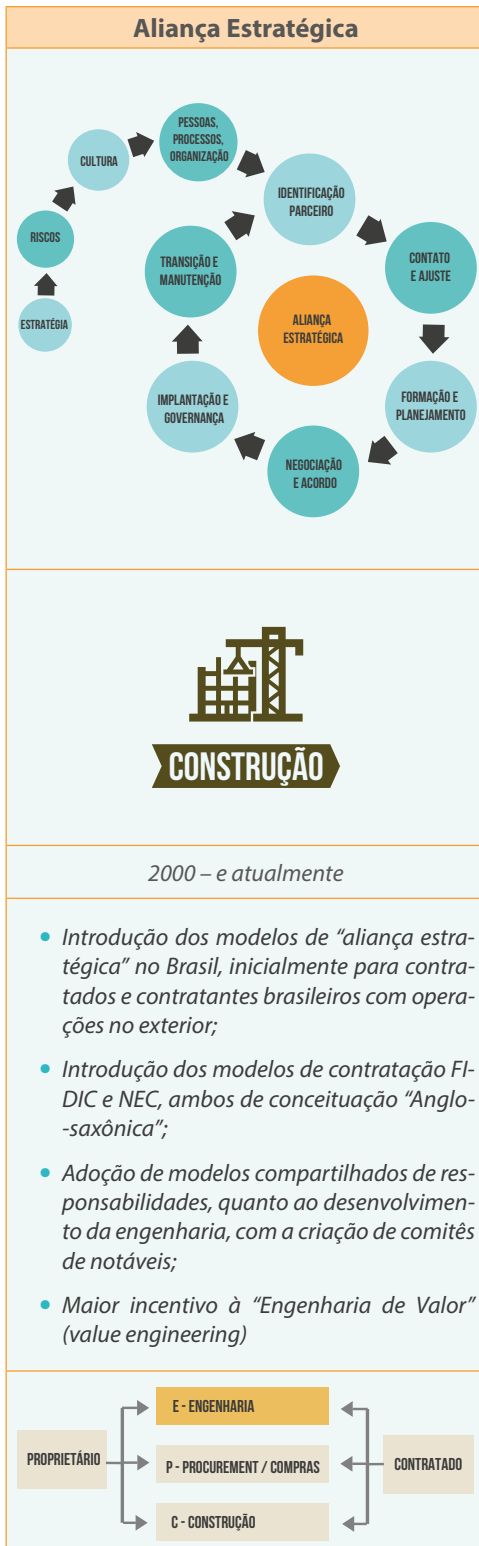 Aliança Estratégica
ESTRATÉGIA
RISCOS
CULTURA
PESSOAS,
PROCESSOS,
ORGANIZAÇÃO
IDENTIFICAÇÃO
PARCEIRO
CONTATO
E AJUSTE
FORMAÇÃO E
PLANEJAMENTO
NEGOCIAÇÃO
E ACORDO
IMPLANTAÇÃO E
GOVERNANÇA
TRANSIÇÃO E
MANUTENÇÃO
ALIANÇA
ESTRATÉGICA
CONSTRUÇÃO
2000 – e atualmente
• Introdução dos modelos de “aliança estra-
tégica” no Brasil, inicialmente para contra-
tados e contratantes brasileiros com opera-
ções no exterior;
• Introdução dos modelos de contratação FI-
DIC e NEC, ambos de conceituação “Anglo-
-saxônica”;
• Adoção de modelos compartilhados de res-
ponsabilidades, quanto ao desenvolvimen-
to da engenharia, com a criação de comitês
de notáveis;
• Maior incentivo à “Engenharia de Valor”
(value engineering)
PROPRIETÁRIO
E - ENGENHARIA
P - PROCUREMENT / COMPRAS
C - CONSTRUÇÃO
CONTRATADO